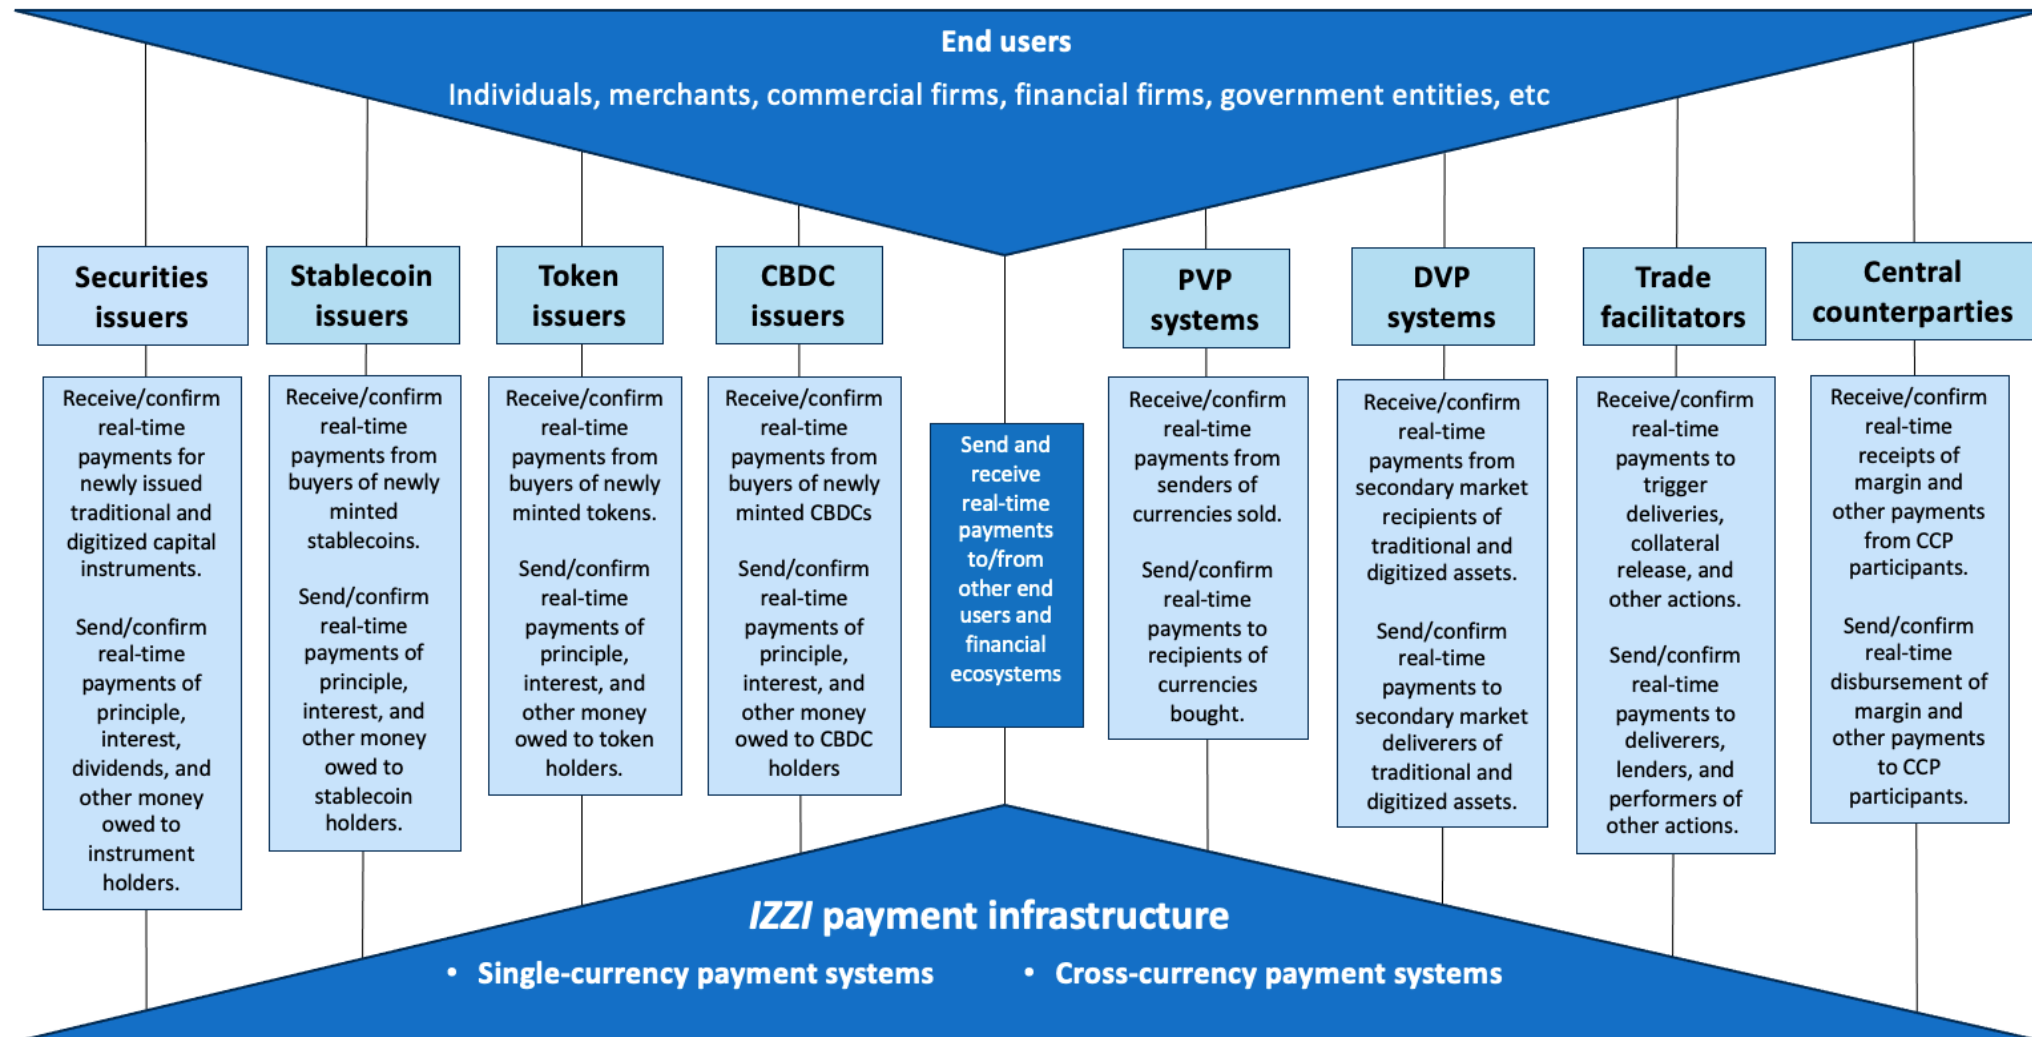 End users
Individuals, merchants, commercial firms, financial firms, government entities, etc
Securities
issuers
Receive/confirm
real-time
payments for
newly issued
traditional and
digitized capital
instruments.
Send/confirm
real-time
payments of
principle,
interest,
dividends, and
other money
owed to
instrument
holders.
Stablecoin
issuers
Receive/confirm
real-time
payments from
buyers of newly
minted
stablecoins.
Send/confirm
real-time
payments of
principle,
interest, and
other money
owed to
stablecoin
holders.
Token
issuers
Receive/confirm
real-time
payments from
buyers of newly
minted tokens.
Send/confirm
real-time
payments of
principle,
interest, and
other money
owed to token
holders.
CBDC
issuers
Receive/confirm
real-time
payments from
buyers of newly
minted CBDCs
Send/confirm
real-time
payments of
principle,
interest, and
other money
owed to CBDC
holders
Send and
receive
real-time
payments
to/from
other end
users and
financial
ecosystems
PVP
systems
Receive/confirm
real-time
payments from
senders of
currencies sold.
Send/confirm
real-time
payments to
recipients of
currencies
bought.
DVP
systems
Receive/confirm
real-time
payments from
secondary market
recipients of
traditional and
digitized assets.
Send/confirm
real-time
payments to
secondary market
deliverers of
traditional and
digitized assets.
Trade
facilitators
Receive/confirm
real-time
payments to
trigger
deliveries,
collateral
release, and
other actions.
Send/confirm
real-time
payments to
deliverers,
lenders, and
performers of
other actions.
Central
counterparties
Receive/confirm
real-time
receipts of
margin and
other payments
from CCP
participants.
Send/confirm
real-time
disbursement of
margin and
other payments
to CCP
participants.
IZZI payment infrastructure
• Single-currency payment systems
• Cross-currency payment systems